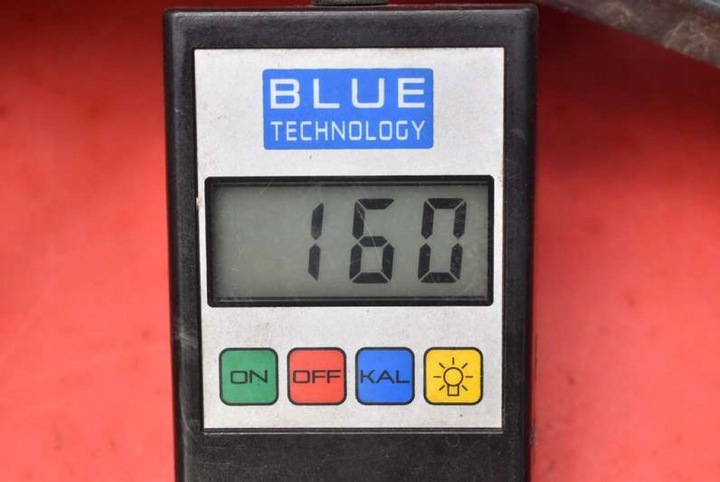 BLUE
TECHNOLOGY
160
ON OFF KAL